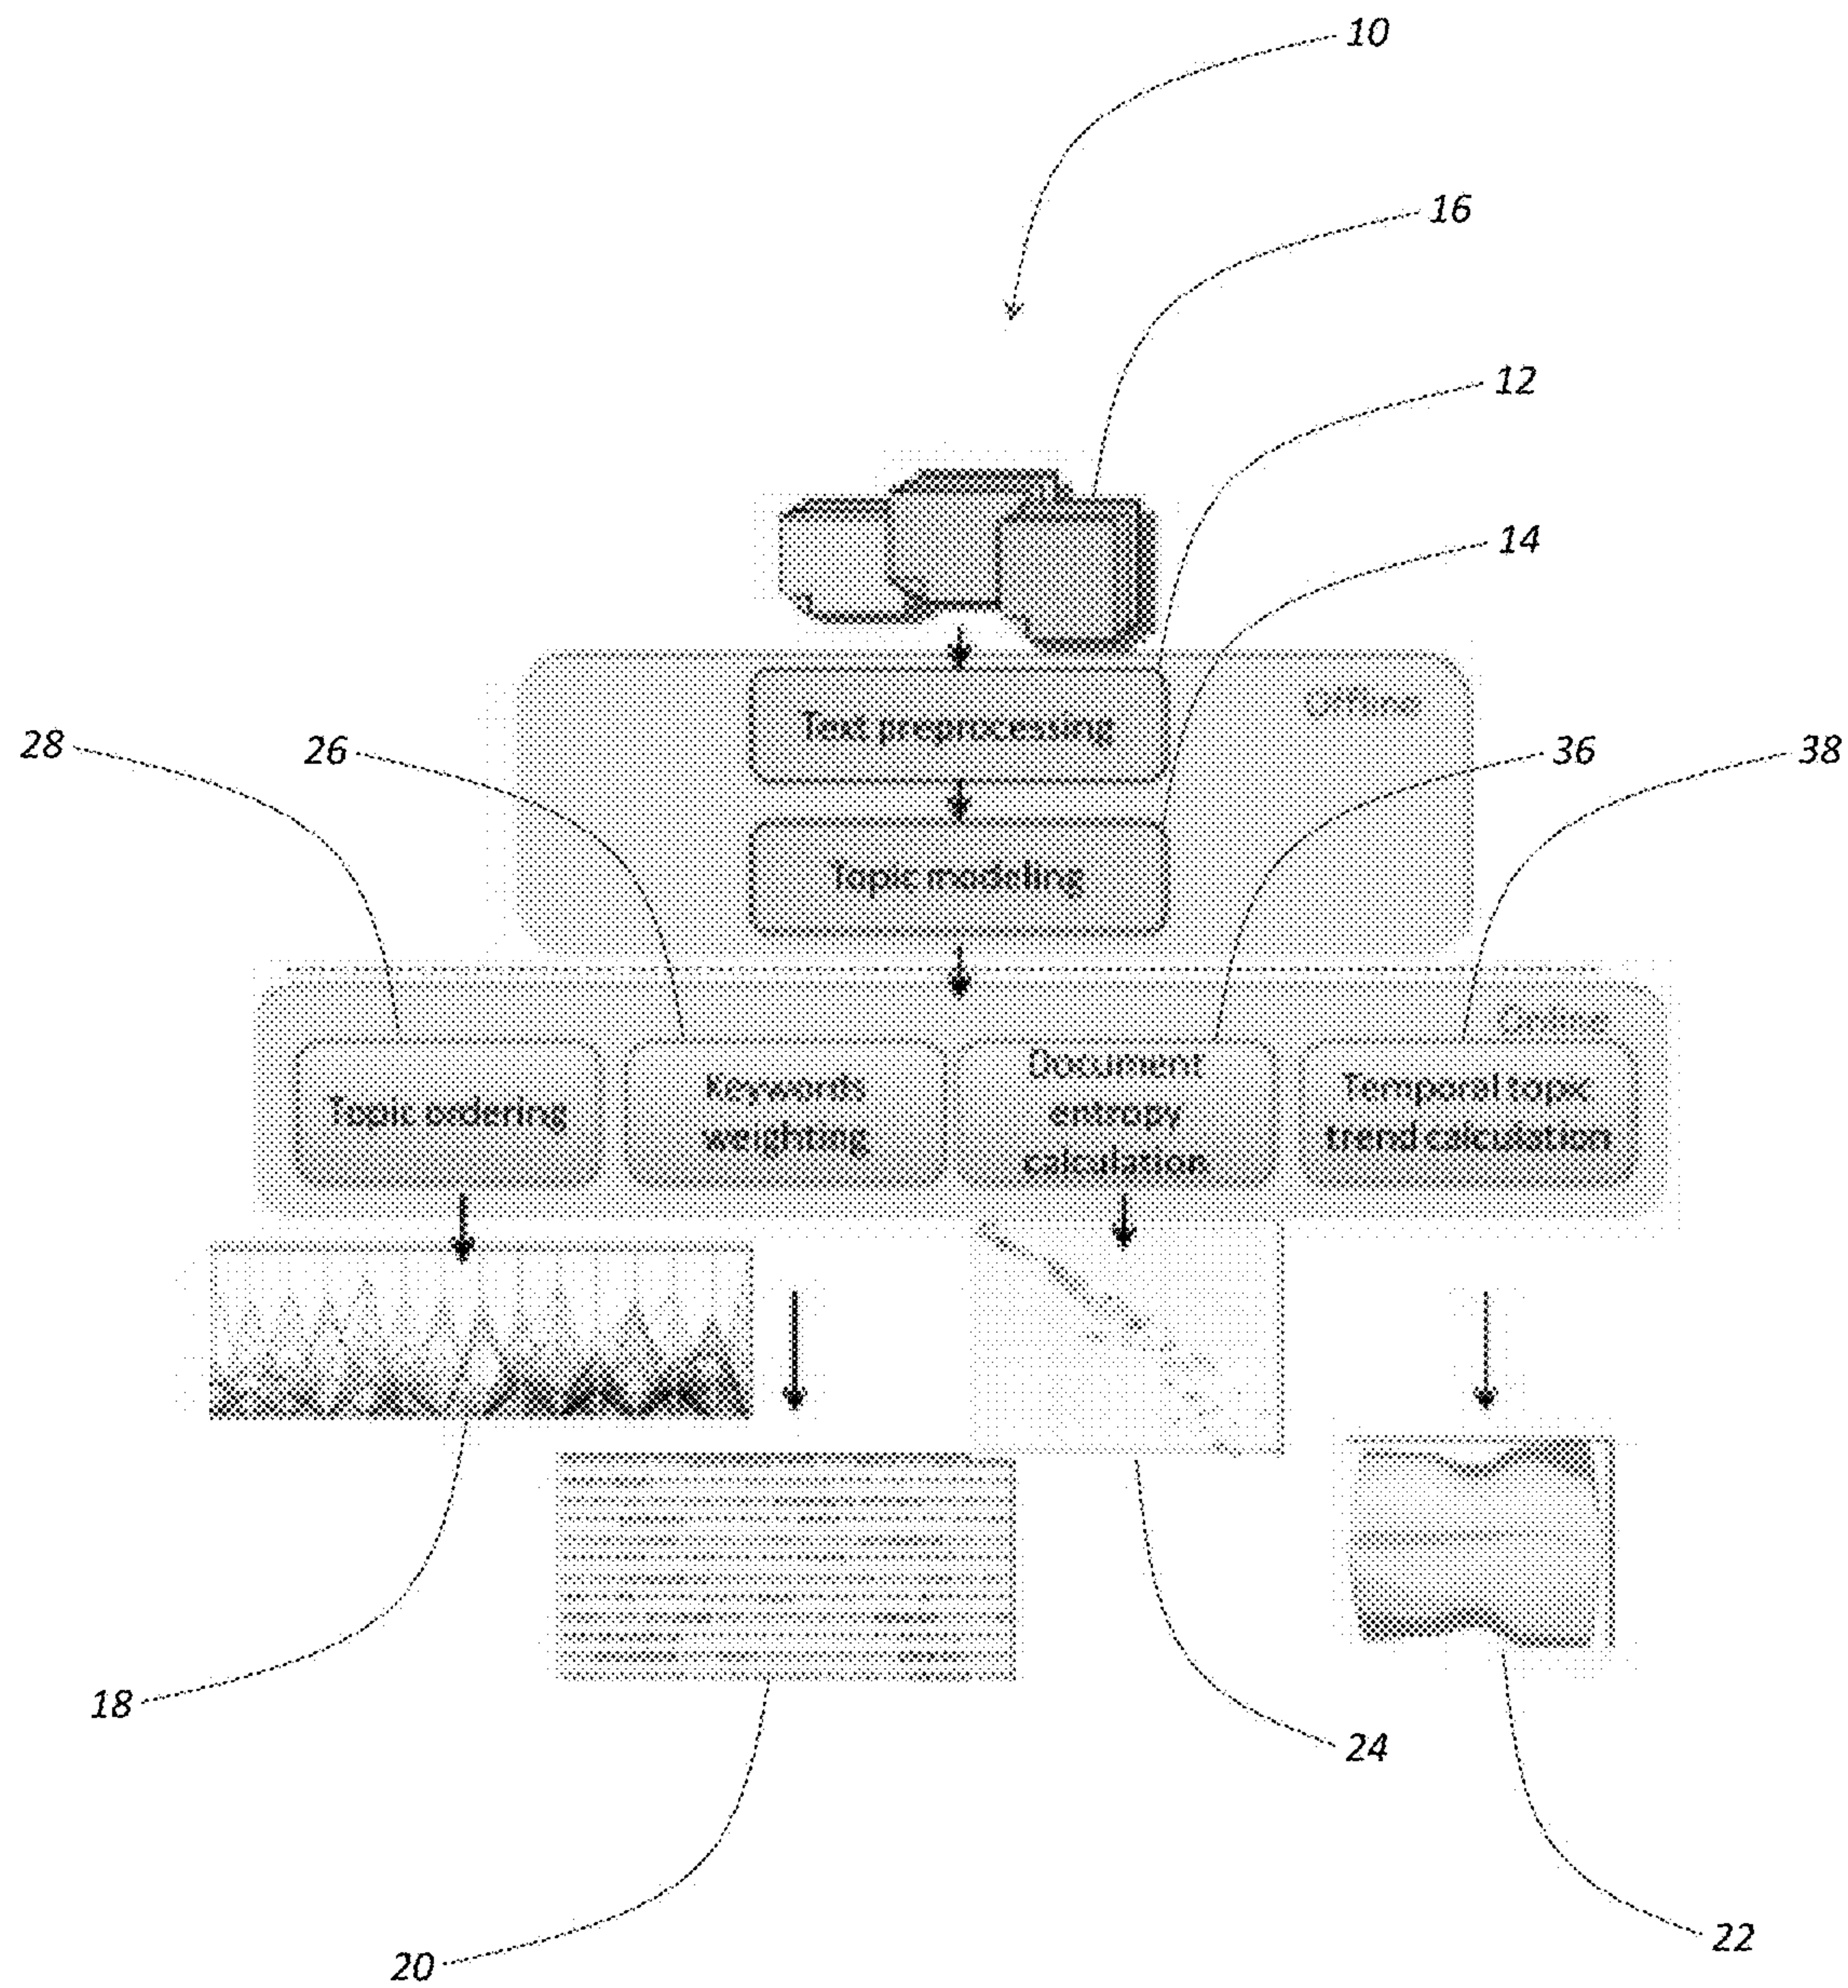 10
16
12
14
Text preprocessing
Offline
28
26
36
38
Topic modeling
Online
Topic ordering
Keywords
weighting
Document
entropy
calculation
Temporal topic
trend calculation
18
24
20
22